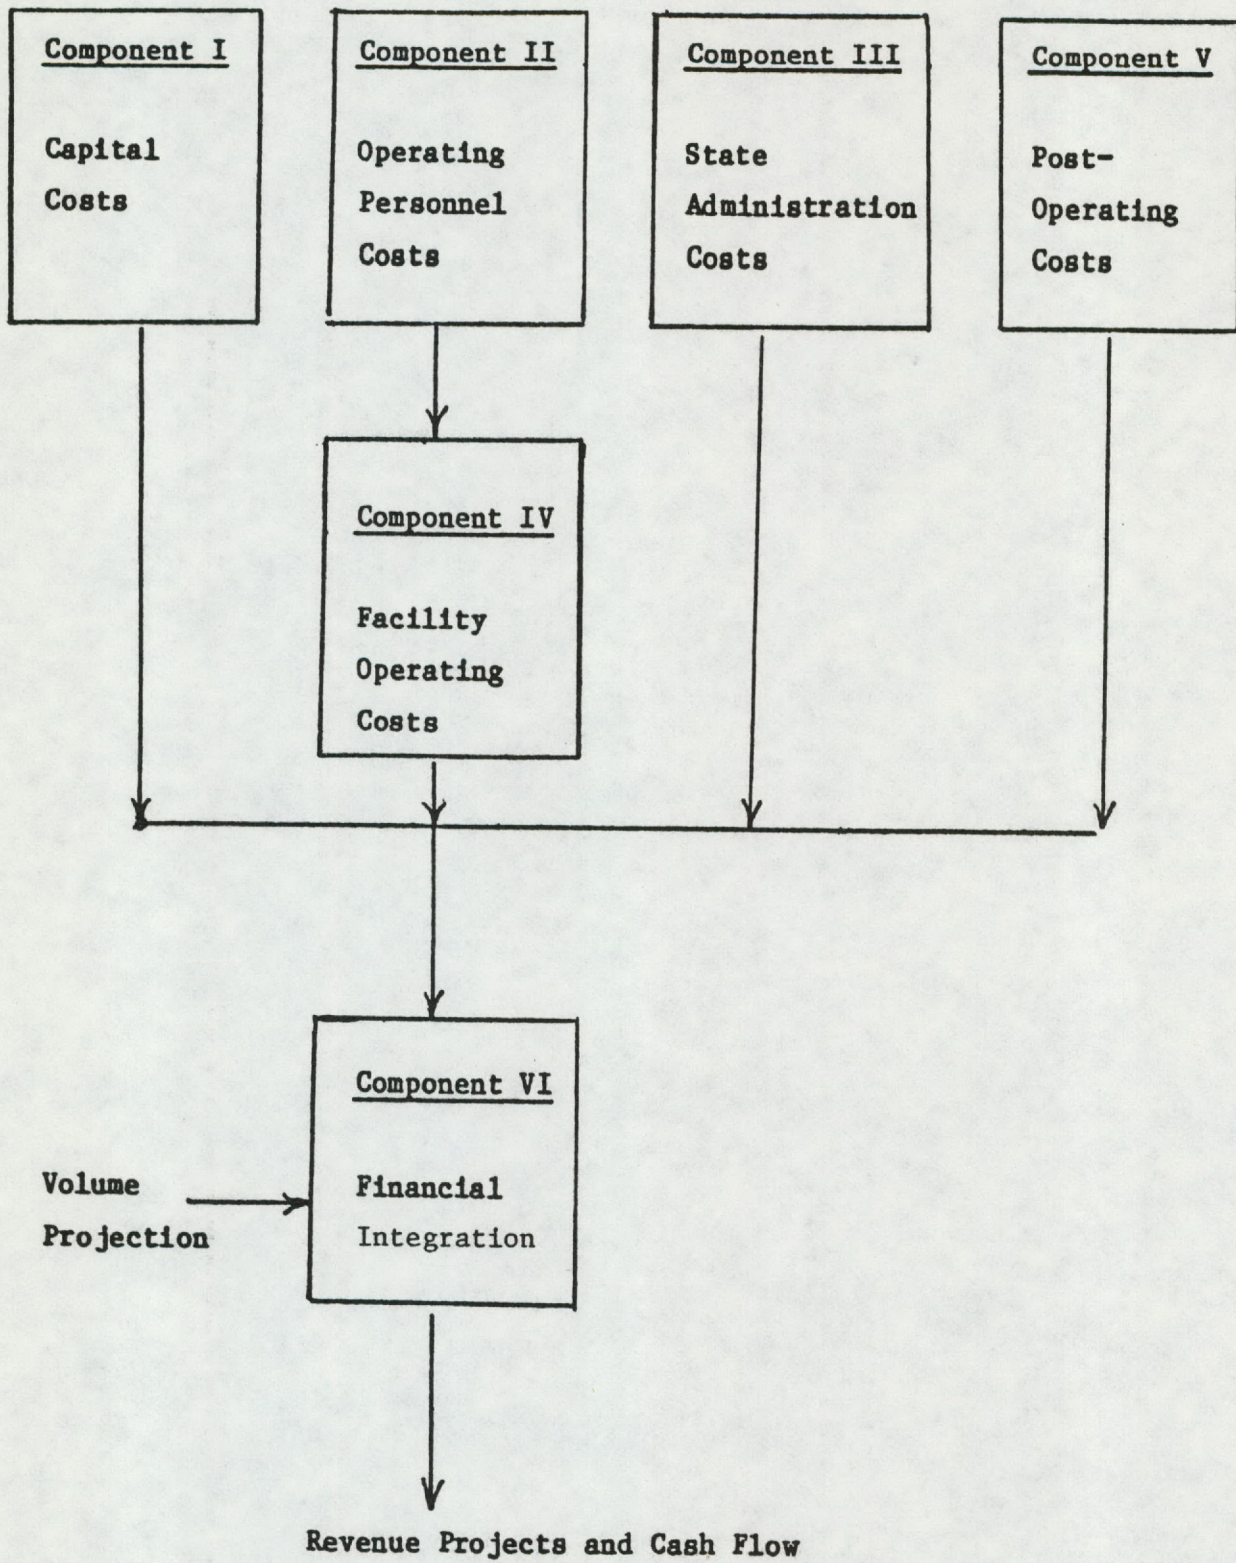 Component I
Capital
Costs
Component II
Operating
Personnel
Costs
Component III
State
Administration
Costs
Component V
Post-
Operating
Costs
Component IV
Facility
Operating
Costs
Component VI
Financial
Integration
Volume
Projection
Revenue Projects and Cash Flow